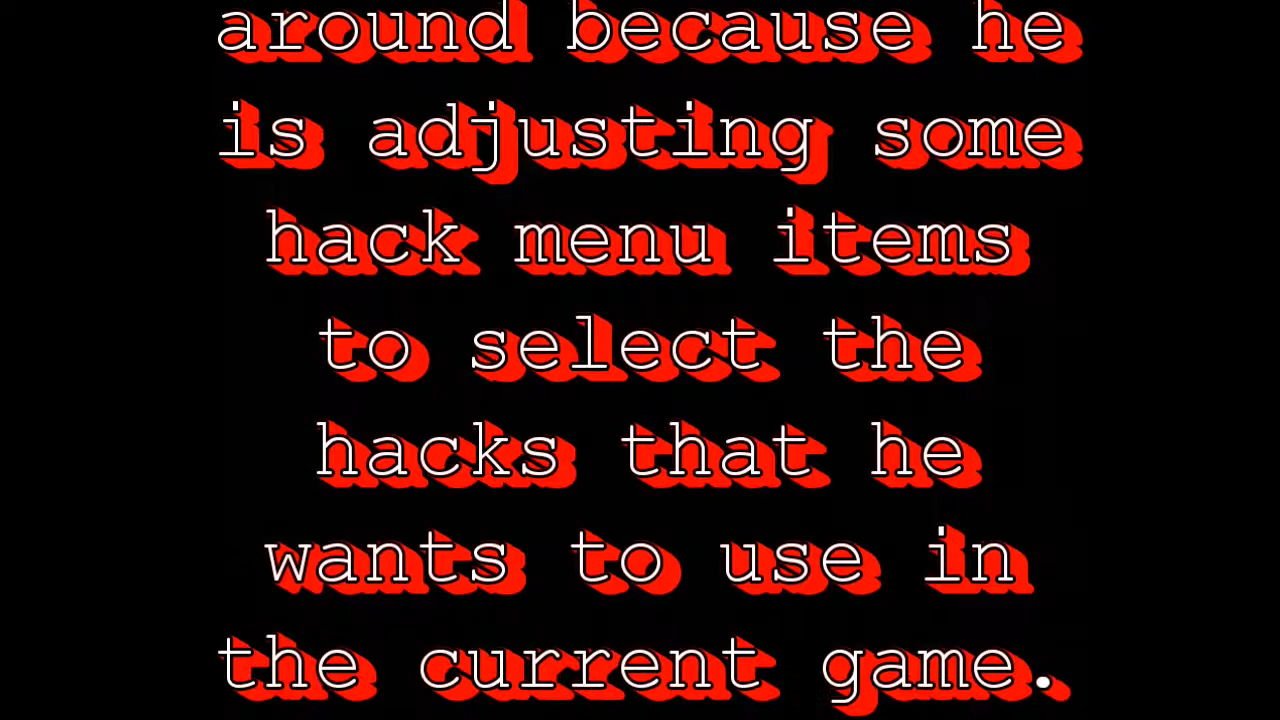 around because he
is adjusting some
hack menu items
to select the
hacks that he
wants to use in
the current game.